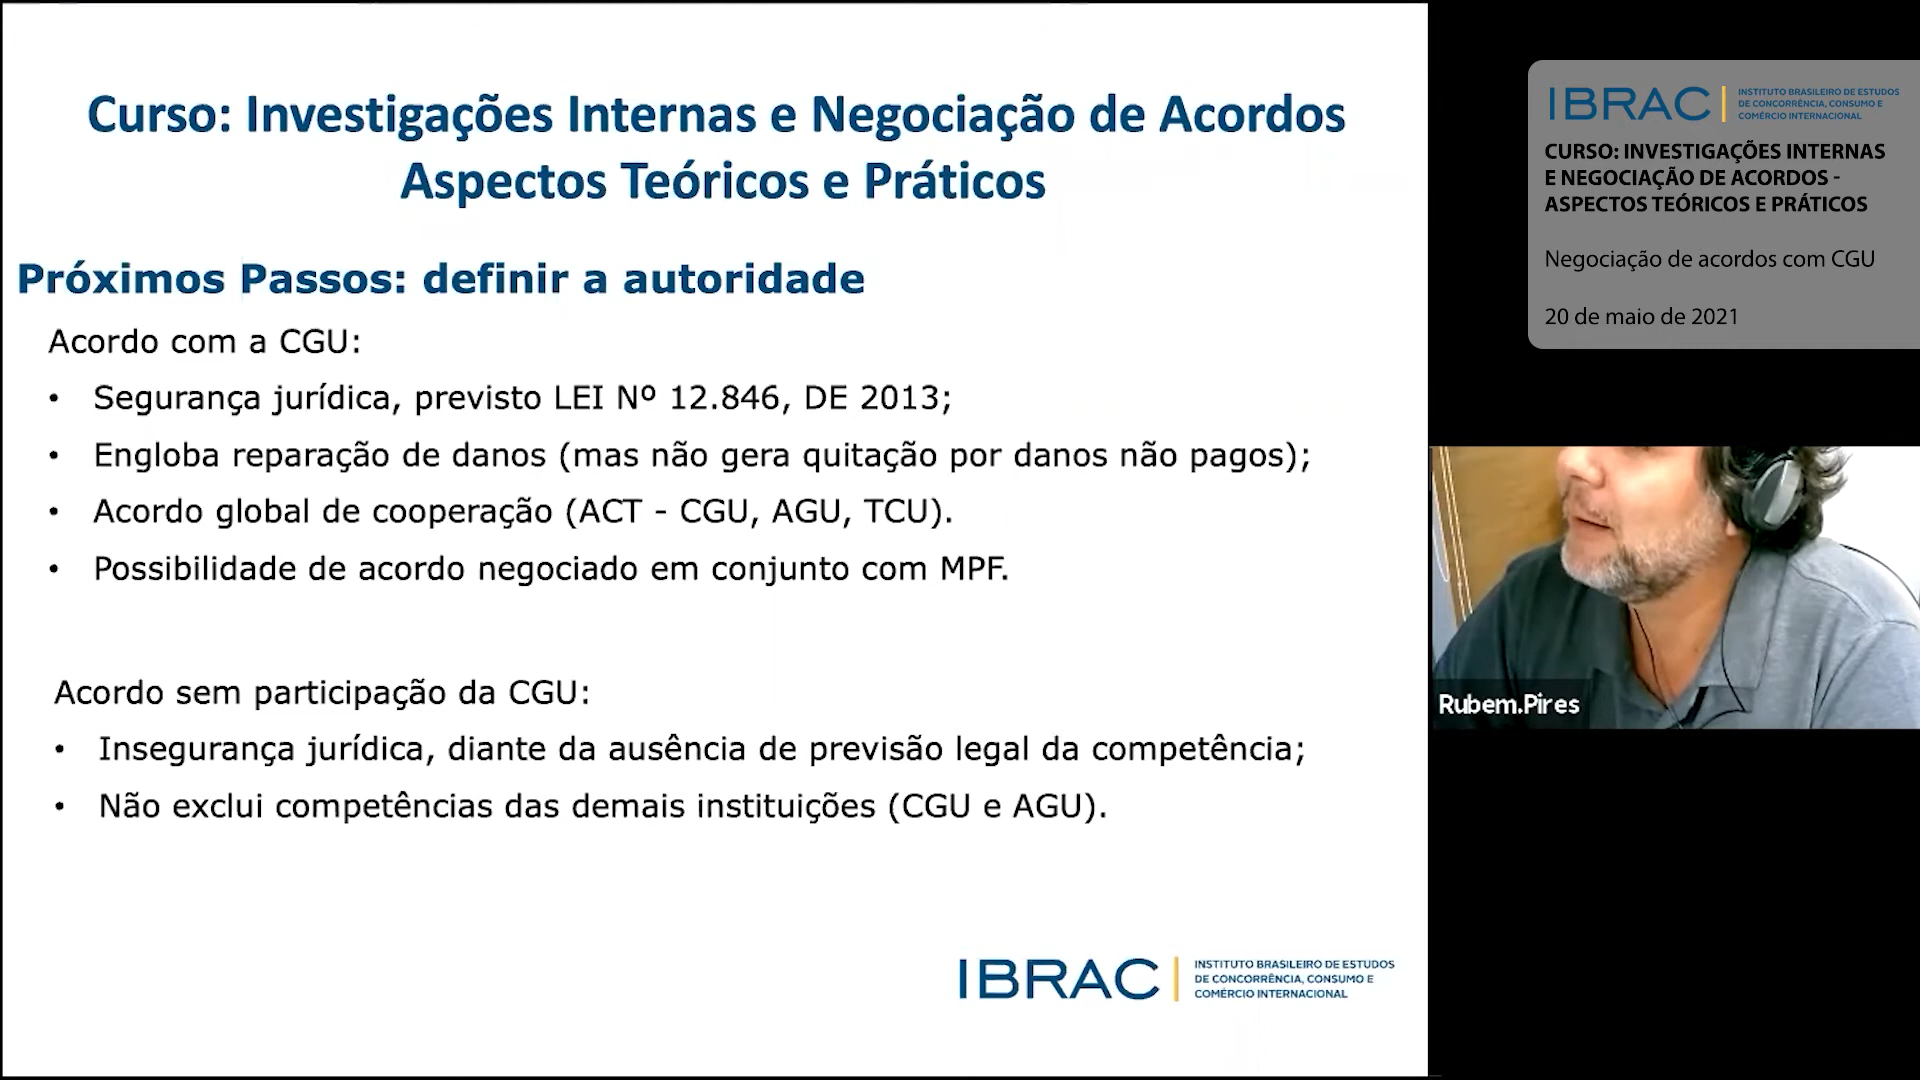 Curso: Investigações Internas e Negociação de Acordos
Aspectos Teóricos e Práticos
Próximos Passos: definir a autoridade
Acordo com a CGU:
• Segurança jurídica, previsto LEI Nº 12.846, DE 2013;
• Engloba reparação de danos (mas não gera quitação por danos não pagos);
• Acordo global de cooperação (ACT - CGU, AGU, TCU).
• Possibilidade de acordo negociado em conjunto com MPF.
Acordo sem participação da CGU:
• Insegurança jurídica, diante da ausência de previsão legal da competência;
• Não exclui competências das demais instituições (CGU e AGU).
IBRAC
INSTITUTO BRASILEIRO DE ESTUDOS
DE CONCORRÊNCIA, CONSUMO E
COMÉRCIO INTERNACIONAL
IBRAC
INSTITUTO BRASILEIRO DE ESTUDOS
DE CONCORRÊNCIA, CONSUMO E
COMÉRCIO INTERNACIONAL
CURSO: INVESTIGAÇÕES INTERNAS
E NEGOCIAÇÃO DE ACORDOS -
ASPECTOS TEÓRICOS E PRÁTICOS
Negociação de acordos com CGU
20 de maio de 2021
Rubem.Pires